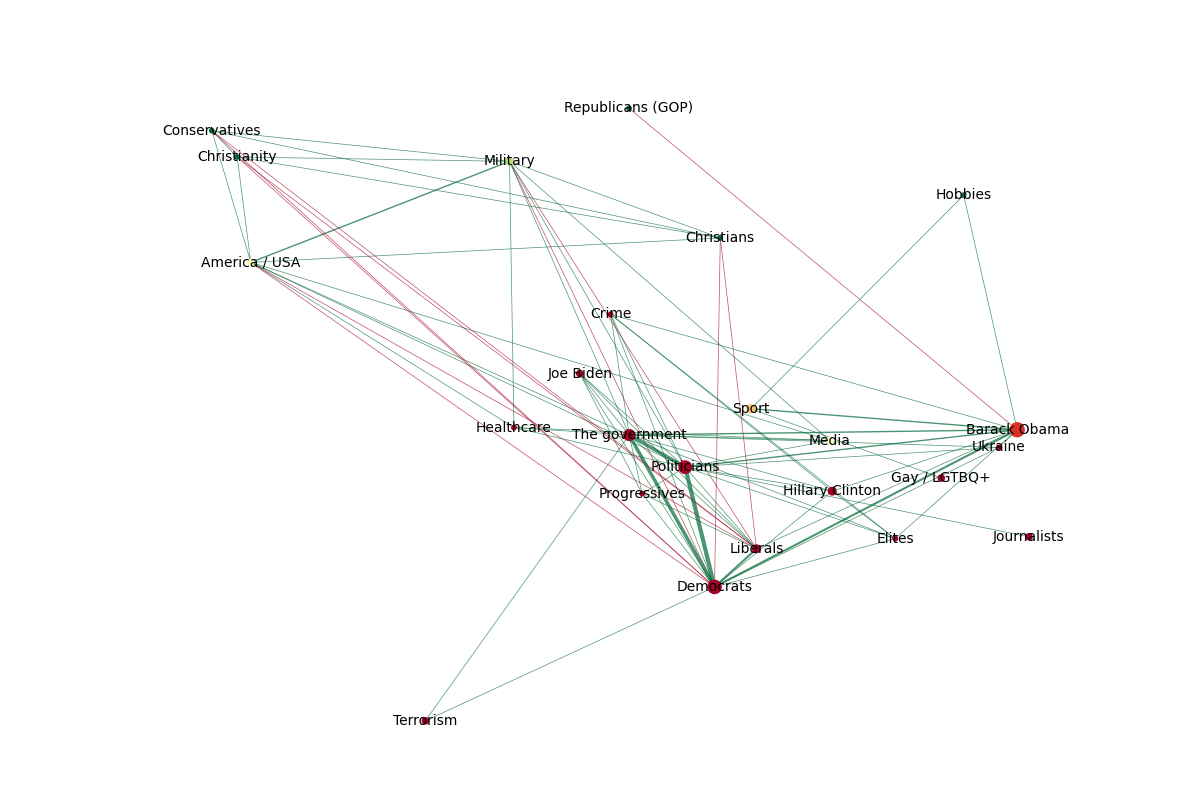 Republicans (GOP)
Conservatives
Christianity
Military
Hobbies
Christians
America / USA
Crime
Joe Biden
Sport
Healthcare
The government
Barack Obama
Media
Ukraine
Politicians
Gay / LGTBQ+
Progressives
Hillary Clinton
Journalists
Elites
Liberals
Democrats
Terrorism